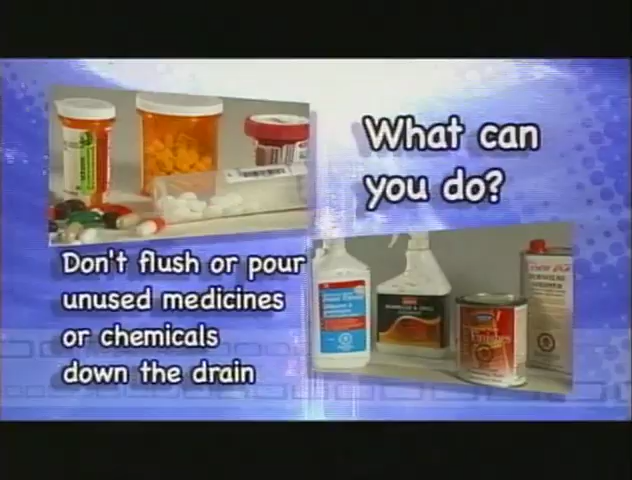 What can
you do?
Don't flush or pour
unused medicines
or chemicals
down the drain